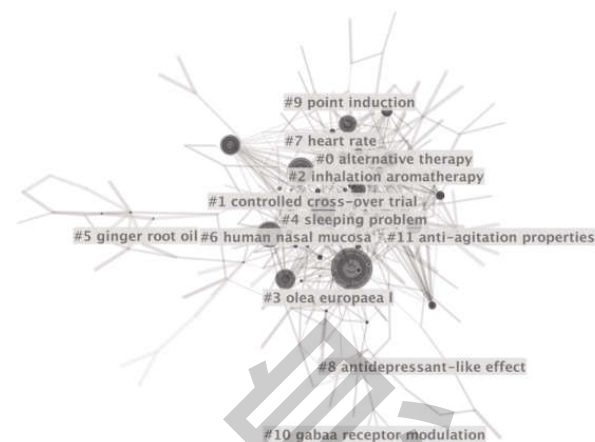 #9 point induction
#7 heart rate
#0 alternative therapy
#2 inhalation aromatherapy
#1 controlled cross-over trial
#4 sleeping problem
#5 ginger root oil #6 human nasal mucosa #11 anti-agitation properties
#3 olea europaea l
#8 antidepressant-like effect
#10 gabaa receptor modulation